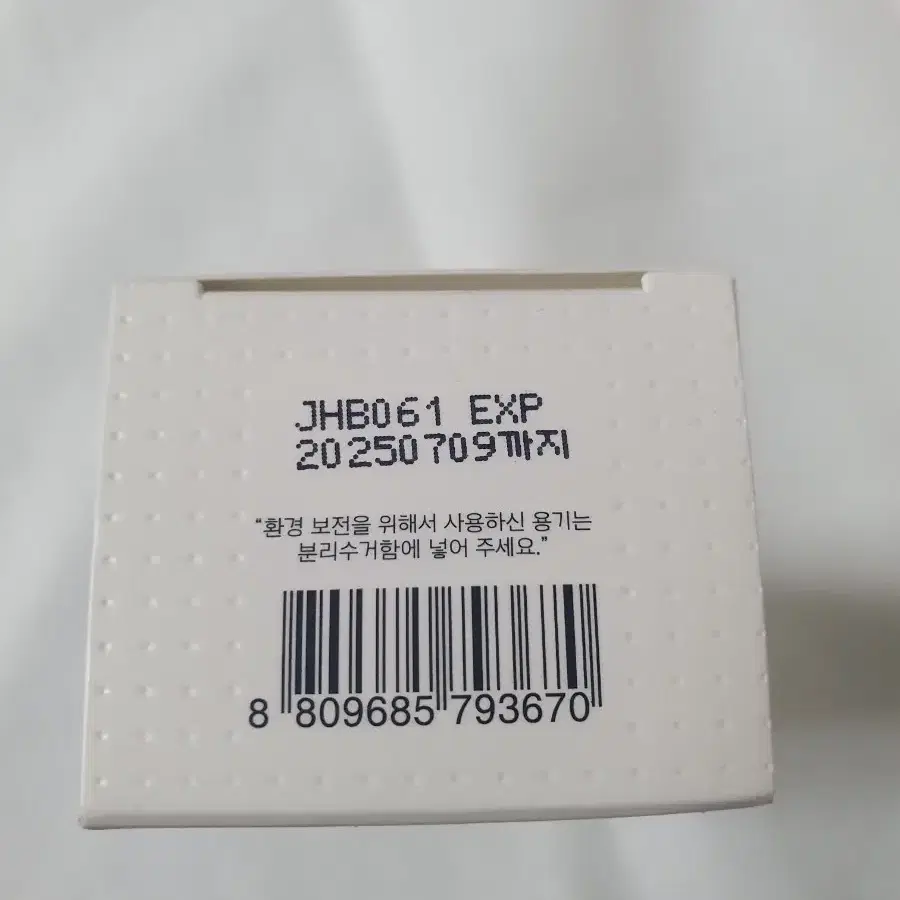 JHB061 EXP
20250709까지
“환경 보전을 위해서 사용하신 용기는
분리수거함에 넣어 주세요.”
8 809685 793670